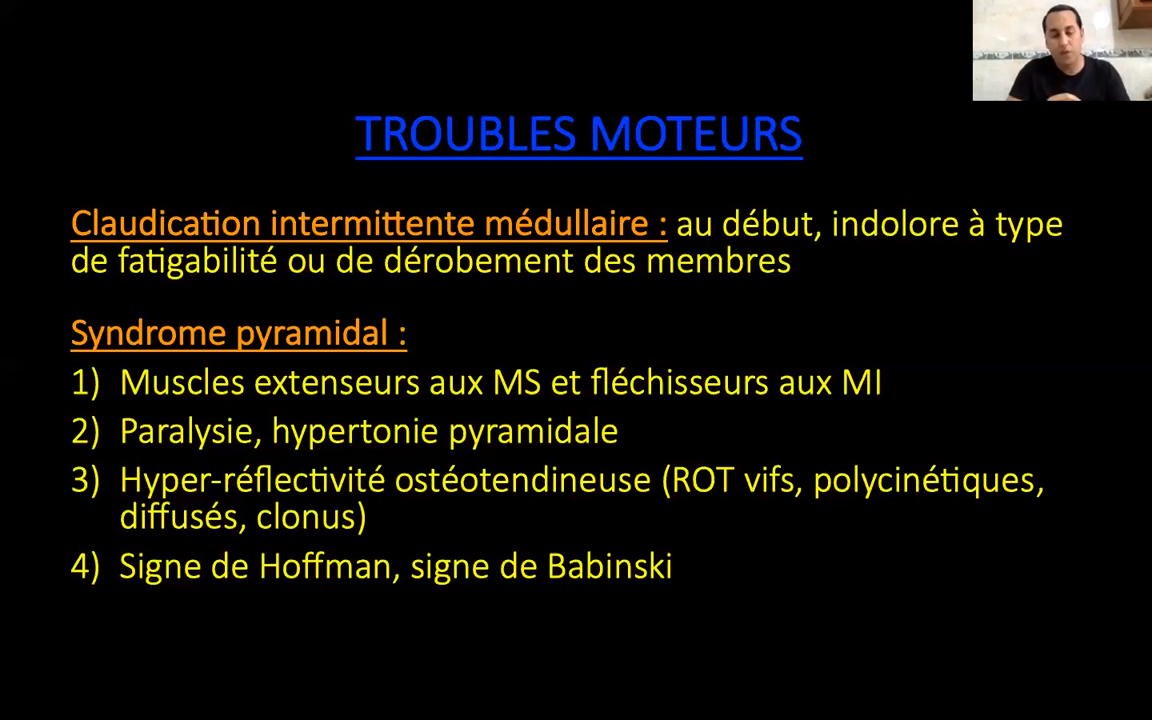 TROUBLES MOTEURS
Claudication intermittente médullaire : au début, indolore à type
de fatigabilité ou de dérobement des membres
Syndrome pyramidal :
1) Muscles extenseurs aux MS et fléchisseurs aux MI
2) Paralysie, hypertonie pyramidale
3) Hyper-réflectivité ostéotendineuse (ROT vifs, polycinétiques,
diffusés, clonus)
4) Signe de Hoffman, signe de Babinski